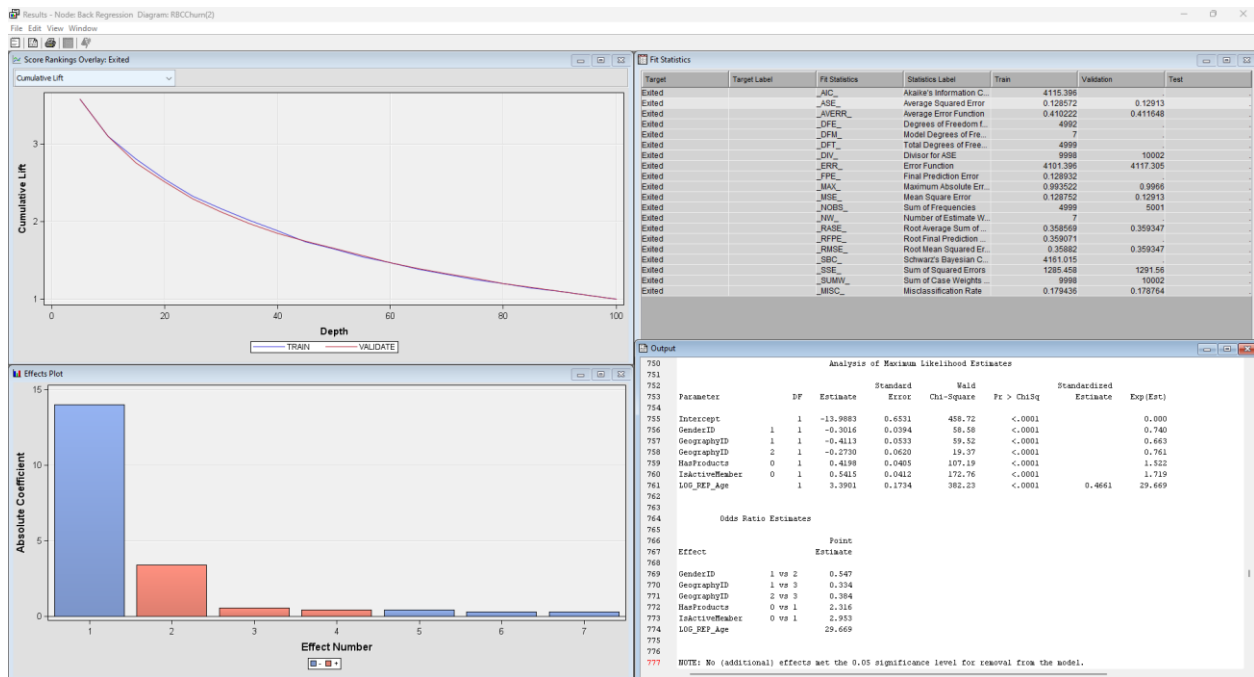 Results - Node: Back Regression Diagram: RBCChurn(2)
File Edit View Window
Score Rankings Overlay: Exited
Cumulative Lift
Cumulative Lift
3
2
1
0 20 40 60 80 100
Depth
TRAIN VALIDATE
Effects Plot
Absolute Coefficient
15
10
5
0
1 2 3 4 5 6 7
Effect Number
- +
Fit Statistics
Target Target Label Fit Statistics Statistics Label Train Validation Test
Exited _AIC_ Akaike's Information C... 4115.396 .
Exited _ASE_ Average Squared Error 0.128572 0.12913 .
Exited _AVERR_ Average Error Function 0.410222 0.411648 .
Exited _DFE_ Degrees of Freedom f... 4992 .
Exited _DFM_ Model Degrees of Fre... 7 .
Exited _DFT_ Total Degrees of Free... 4999 .
Exited _DIV_ Divisor for ASE 9998 10002 .
Exited _ERR_ Error Function 4101.396 4117.305 .
Exited _FPE_ Final Prediction Error 0.128932 .
Exited _MAX_ Maximum Absolute Err... 0.993522 0.9966 .
Exited _MSE_ Mean Square Error 0.128752 0.12913 .
Exited _NOBS_ Sum of Frequencies 4999 5001 .
Exited _NW_ Number of Estimate W... 7 .
Exited _RASE_ Root Average Sum of ... 0.358569 0.359347 .
Exited _RFPE_ Root Final Prediction ... 0.359071 .
Exited _RMSE_ Root Mean Squared Er... 0.35882 0.359347 .
Exited _SBC_ Schwarz's Bayesian C... 4161.015 .
Exited _SSE_ Sum of Squared Errors 1285.458 1291.56 .
Exited _SUMW_ Sum of Case Weights ... 9998 10002 .
Exited _MISC_ Misclassification Rate 0.179436 0.178764 .
Output
750 Analysis of Maximum Likelihood Estimates
751
752 Standard Wald Standardized
753 Parameter DF Estimate Error Chi-Square Pr > ChiSq Estimate Exp(Est)
754
755 Intercept 1 -13.9883 0.6531 458.72 <.0001 0.000
756 GenderID 1 1 -0.3016 0.0394 58.58 <.0001 0.740
757 GeographyID 1 1 -0.4113 0.0533 59.52 <.0001 0.663
758 GeographyID 2 1 -0.2730 0.0620 19.37 <.0001 0.761
759 HasProducts 0 1 0.4198 0.0405 107.19 <.0001 1.522
760 IsActiveMember 0 1 0.5415 0.0412 172.76 <.0001 1.719
761 LOG_REP_Age 1 3.3901 0.1734 382.23 <.0001 0.4661 29.669
762
763
764 Odds Ratio Estimates
765
766 Point
767 Effect Estimate
768
769 GenderID 1 vs 2 0.547
770 GeographyID 1 vs 3 0.334
771 GeographyID 2 vs 3 0.384
772 HasProducts 0 vs 1 2.316
773 IsActiveMember 0 vs 1 2.953
774 LOG_REP_Age 29.669
775
776
777 NOTE: No (additional) effects met the 0.05 significance level for removal from the model.